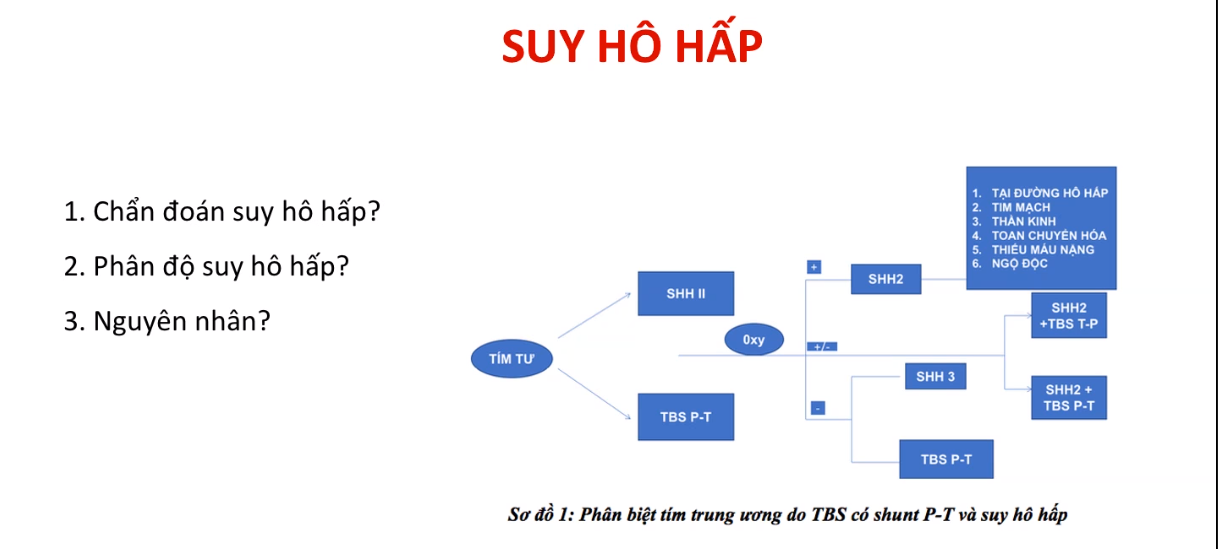 SUY HÔ HẤP
1. Chẩn đoán suy hô hấp?
2. Phân độ suy hô hấp?
3. Nguyên nhân?
TÍM TƯ
SHH II
TBS P-T
0xy
+
+/-
-
SHH2
1. TẠI ĐƯỜNG HÔ HẤP
2. TIM MẠCH
3. THẦN KINH
4. TOAN CHUYỂN HÓA
5. THIẾU MÁU NẶNG
6. NGỘ ĐỘC
SHH2
+TBS T-P
SHH2 +
TBS P-T
SHH 3
TBS P-T
Sơ đồ 1: Phân biệt tím trung ương do TBS có shunt P-T và suy hô hấp